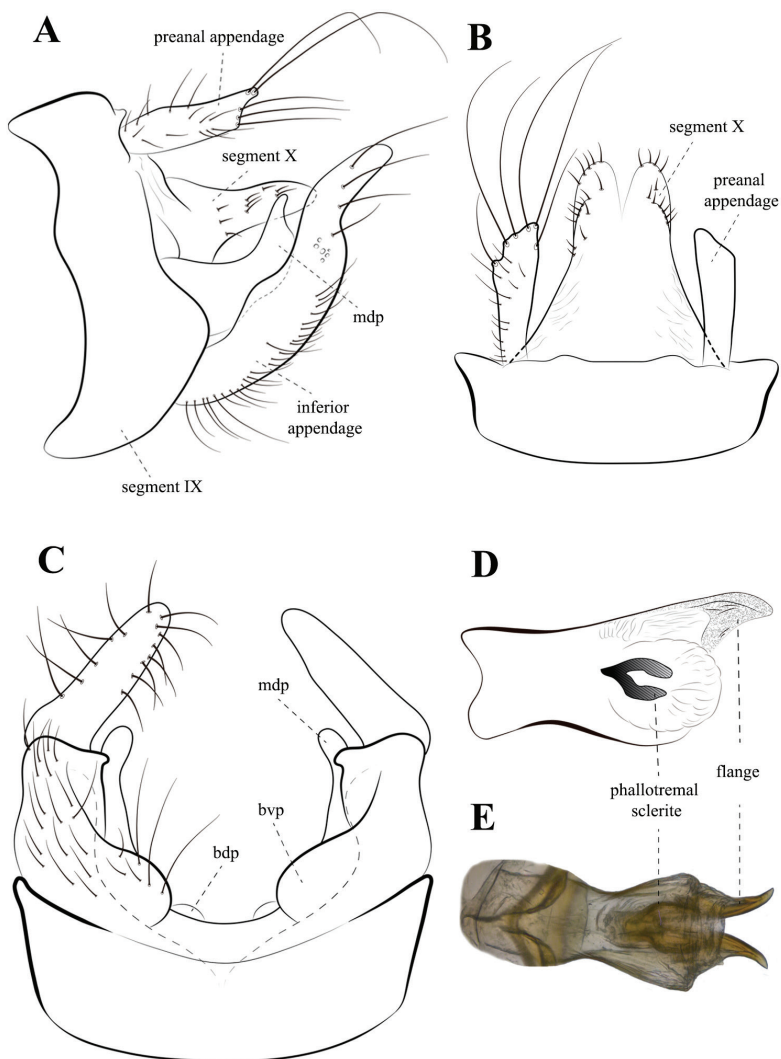 A
preanal appendage
segment X
mdp
inferior
appendage
segment IX
B
segment X
preanal
appendage
C
mdp
bvp
bdp
D
phallotremal
sclerite
flange
E